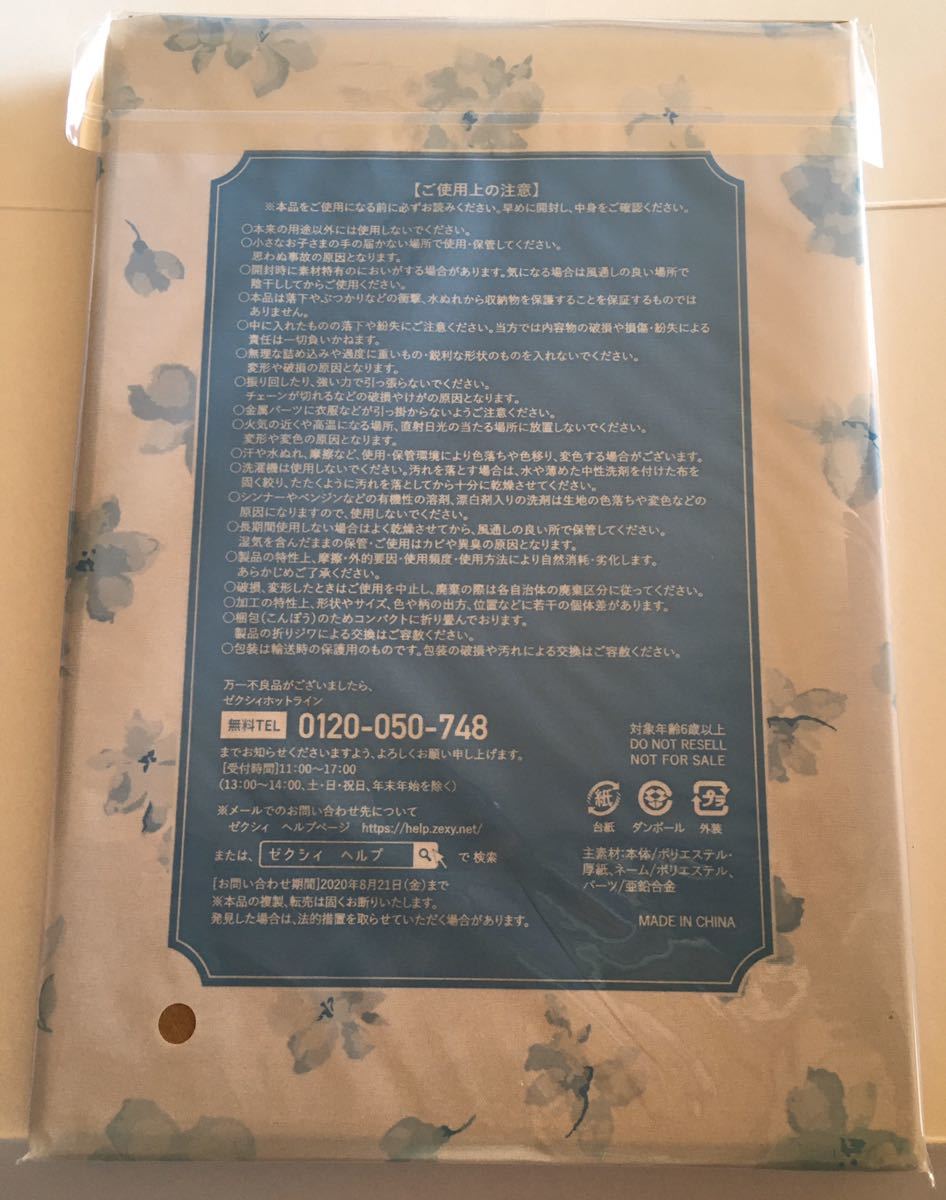 【ご使用上の注意】
※本品をご使用になる前に必ずお読みください。早めに開封し、中身をご確認ください。
○本来の用途以外には使用しないでください。
○小さなお子さまの手の届かない場所で使用・保管してください。
思わぬ事故の原因となります。
○開封時に素材特有のにおいがする場合があります。気になる場合は風通しの良い場所で
陰干ししてからご使用ください。
○本品は落下やぶつかりなどの衝撃、水ぬれから収納物を保護することを保証するものでは
ありません。
○中に入れたものの落下や紛失にご注意ください。当方では内容物の破損や損傷・紛失による
責任は一切負いかねます。
○無理な詰め込みや過度に重いもの・鋭利な形状のものを入れないでください。
変形や破損の原因となります。
○振り回したり、強い力で引っ張らないでください。
チェーンが切れるなどの破損やけがの原因となります。
○金属パーツに衣服などが引っ掛からないようご注意ください。
○火気の近くや高温になる場所、直射日光の当たる場所に放置しないでください。
変形や変色の原因となります。
○汗や水ぬれ、摩擦など、使用・保管環境により色落ちや色移り、変色する場合がございます。
○洗濯機は使用しないでください。汚れを落とす場合は、水や薄めた中性洗剤を付けた布を
固く絞り、たたくように汚れを落としてから十分に乾燥させてください。
○シンナーやベンジンなどの有機性の溶剤、漂白剤入りの洗剤は生地の色落ちや変色などの
原因になりますので、使用しないでください。
○長期間使用しない場合はよく乾燥させてから、風通しの良い所で保管してください。
湿気を含んだままの保管・ご使用はカビや異臭の原因となります。
○製品の特性上、摩擦・外的要因・使用頻度・使用方法により自然消耗・劣化します。
あらかじめご了承ください。
○破損、変形したときはご使用を中止し、廃棄の際は各自治体の廃棄区分に従ってください。
○加工の特性上、形状やサイズ、色や柄の出方、位置などに若干の個体差があります。
○梱包(こんぽう)のためコンパクトに折り畳んでおります。
製品の折りジワによる交換はご容赦ください。
○包装は輸送時の保護用のものです。包装の破損や汚れによる交換はご容赦ください。
万一不良品がございましたら、
ゼクシィホットライン
無料TEL 0120-050-748
までお知らせくださいますよう、よろしくお願い申し上げます。
[受付時間]11:00~17:00
(13:00~14:00、土・日・祝日、年末年始を除く)
※メールでのお問い合わせ先について
ゼクシィ ヘルプページ https://help.zexy.net/
または、 ゼクシィ ヘルプ で検索
[お問い合わせ期間]2020年8月21日(金)まで
※本品の複製、転売は固くお断りいたします。
発見した場合は、法的措置を取らせていただく場合があります。
対象年齢6歳以上
DO NOT RESELL
NOT FOR SALE
紙 プラ
台紙 ダンボール 外装
主素材:本体/ポリエステル・
厚紙、ネーム/ポリエステル、
パーツ/亜鉛合金
MADE IN CHINA